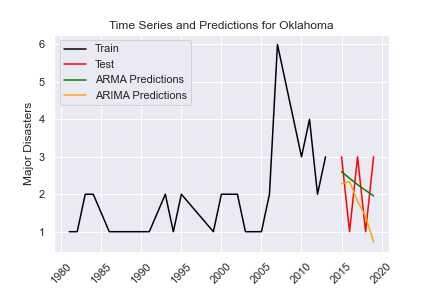 Time Series and Predictions for Oklahoma
Train
Test
ARMA Predictions
ARIMA Predictions
Major Disasters
6
5
4
3
2
1
1980
1985
1990
1995
2000
2005
2010
2015
2020